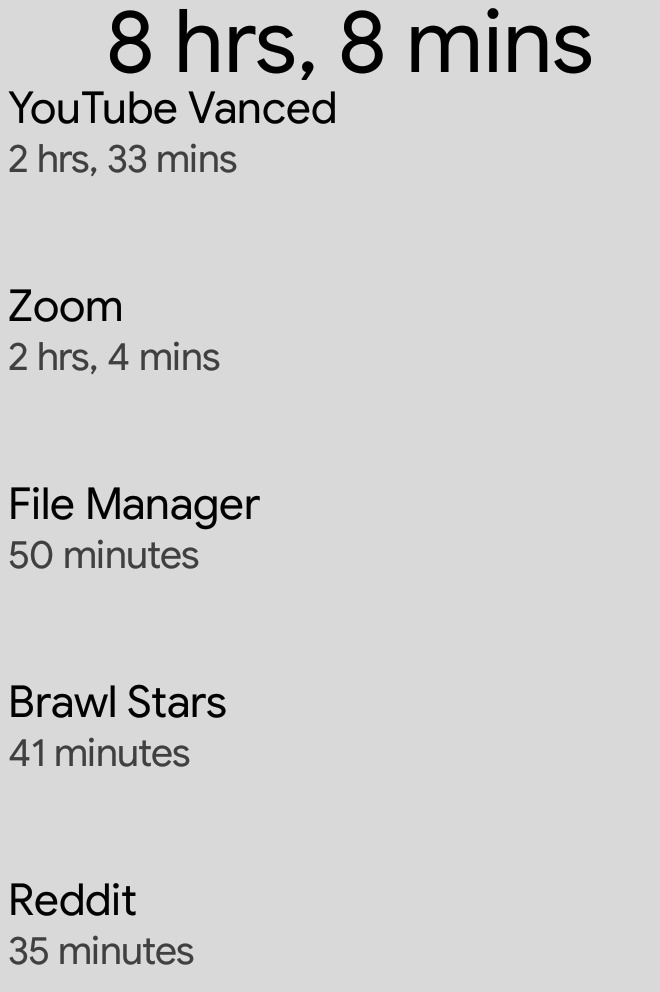 8 hrs, 8 mins
YouTube Vanced
2 hrs, 33 mins
Zoom
2 hrs, 4 mins
File Manager
50 minutes
Brawl Stars
41 minutes
Reddit
35 minutes